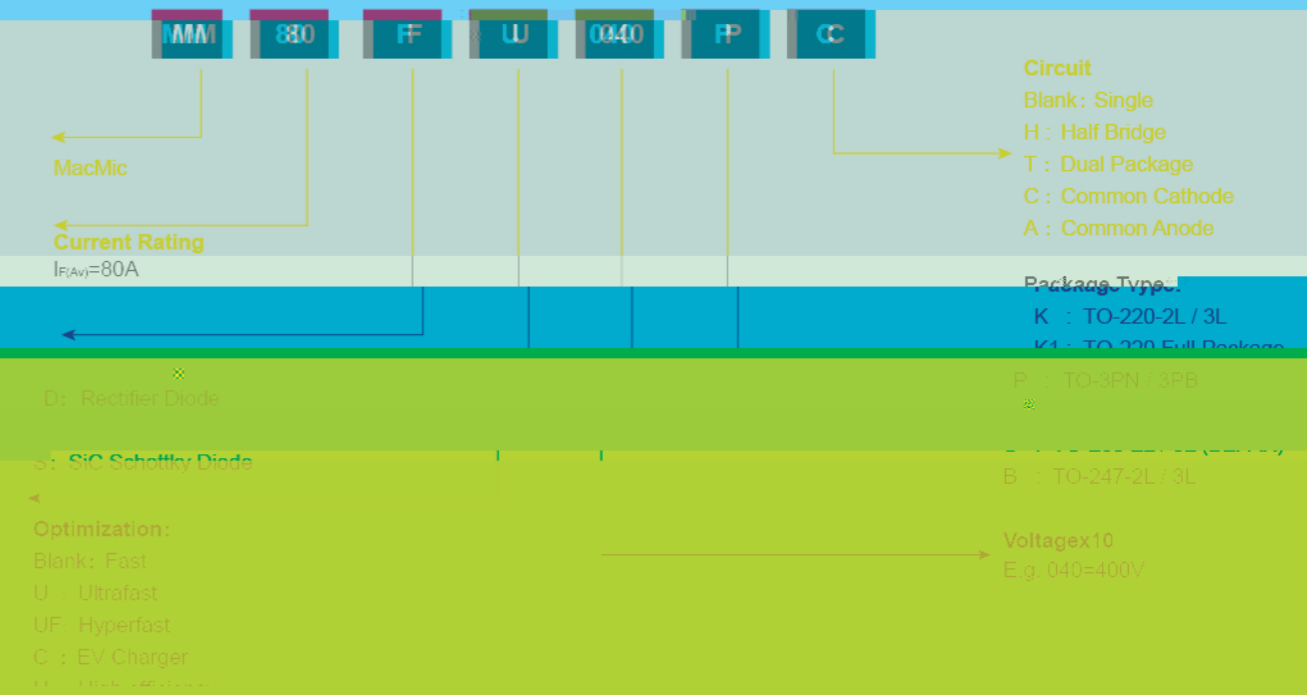 MM 80 F U 040 P C
MacMic
Current Rating
IF(AV)=80A
D: Rectifier Diode
S: SiC Schottky Diode
Optimization:
Blank: Fast
U : Ultrafast
UF: Hyperfast
C : EV Charger
H : High efficiency
Circuit
Blank: Single
H : Half Bridge
T : Dual Package
C : Common Cathode
A : Common Anode
Package Type:
K : TO-220-2L / 3L
K1 : TO-220 Full Package
P : TO-3PN / 3PB
B : TO-247-2L / 3L
Voltagex10
E.g. 040=400V